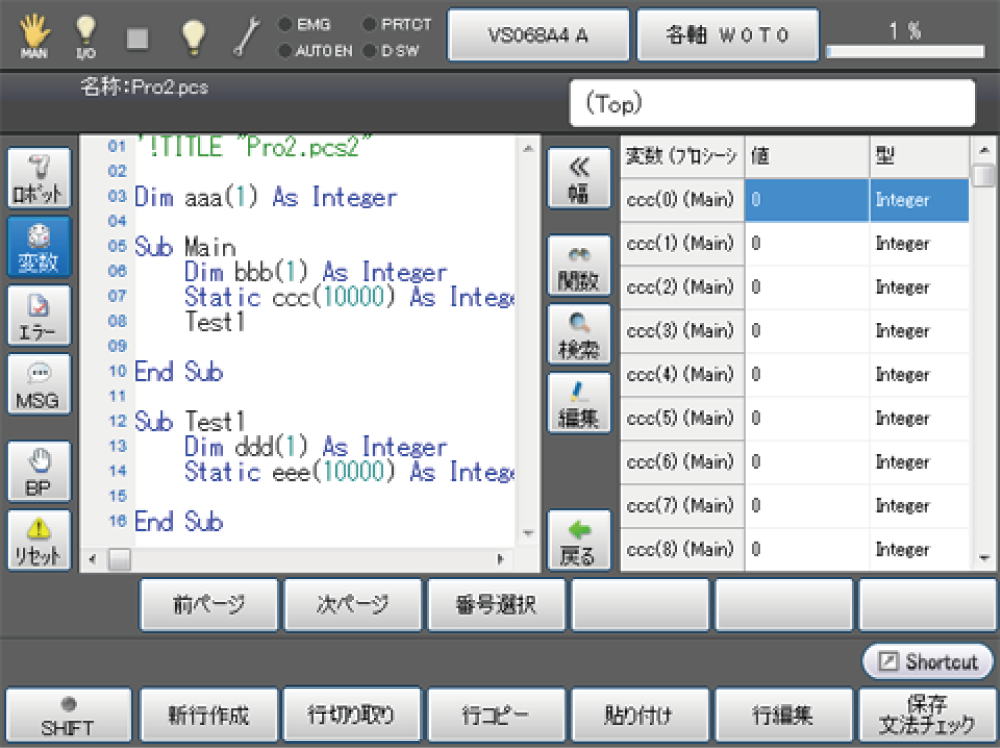 MAN
I/O
EMG
PRTCT
AUTO EN
D SW
VS068A4 A
各軸 W0T0
1 %
名称:Pro2.pcs
(Top)
ロボット
変数
エラー
MSG
BP
リセット
01 '!TITLE "Pro2.pcs2"
02
03 Dim aaa(1) As Integer
04
05 Sub Main
06 Dim bbb(1) As Integer
07 Static ccc(10000) As Intege
08 Test1
09
10 End Sub
11
12 Sub Test1
13 Dim ddd(1) As Integer
14 Static eee(10000) As Intege
15
16 End Sub
幅
関数
検索
編集
戻る
変数 (プロシージ 値 型
ccc(0) (Main) 0 Integer
ccc(1) (Main) 0 Integer
ccc(2) (Main) 0 Integer
ccc(3) (Main) 0 Integer
ccc(4) (Main) 0 Integer
ccc(5) (Main) 0 Integer
ccc(6) (Main) 0 Integer
ccc(7) (Main) 0 Integer
ccc(8) (Main) 0 Integer
前ページ
次ページ
番号選択
Shortcut
SHIFT
新行作成
行切り取り
行コピー
貼り付け
行編集
保存
文法チェック